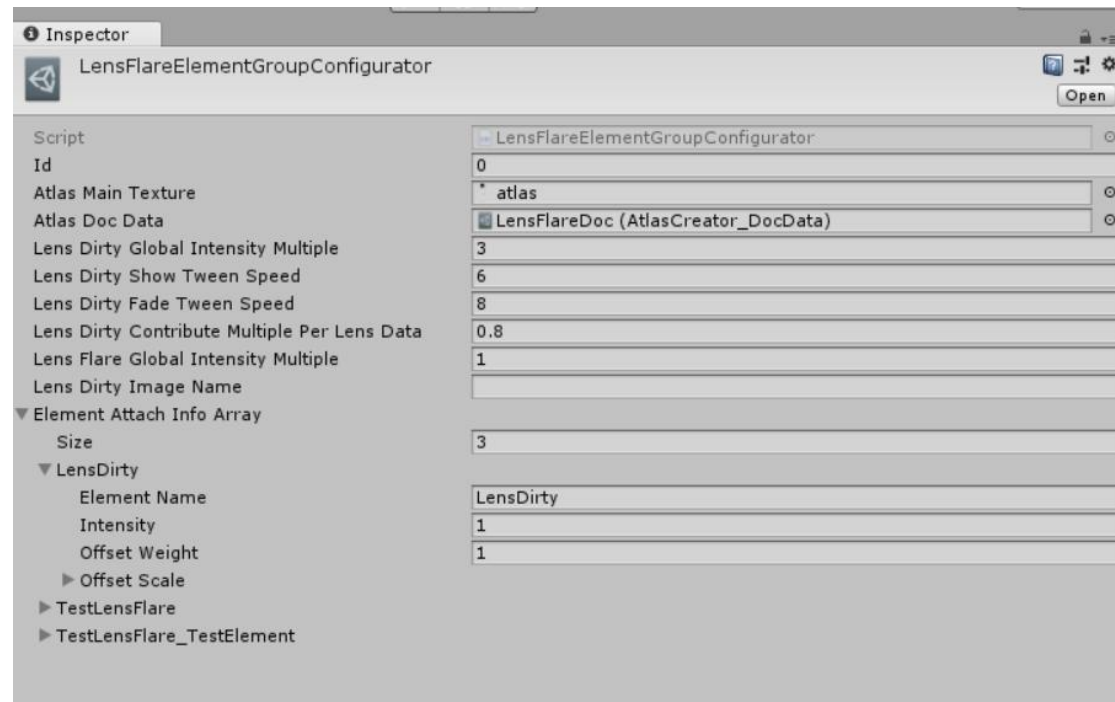 Inspector
LensFlareElementGroupConfigurator
Open
Script LensFlareElementGroupConfigurator
Id 0
Atlas Main Texture atlas
Atlas Doc Data LensFlareDoc (AtlasCreator_DocData)
Lens Dirty Global Intensity Multiple 3
Lens Dirty Show Tween Speed 6
Lens Dirty Fade Tween Speed 8
Lens Dirty Contribute Multiple Per Lens Data 0.8
Lens Flare Global Intensity Multiple 1
Lens Dirty Image Name
Element Attach Info Array
Size 3
LensDirty
Element Name LensDirty
Intensity 1
Offset Weight 1
Offset Scale
TestLensFlare
TestLensFlare_TestElement